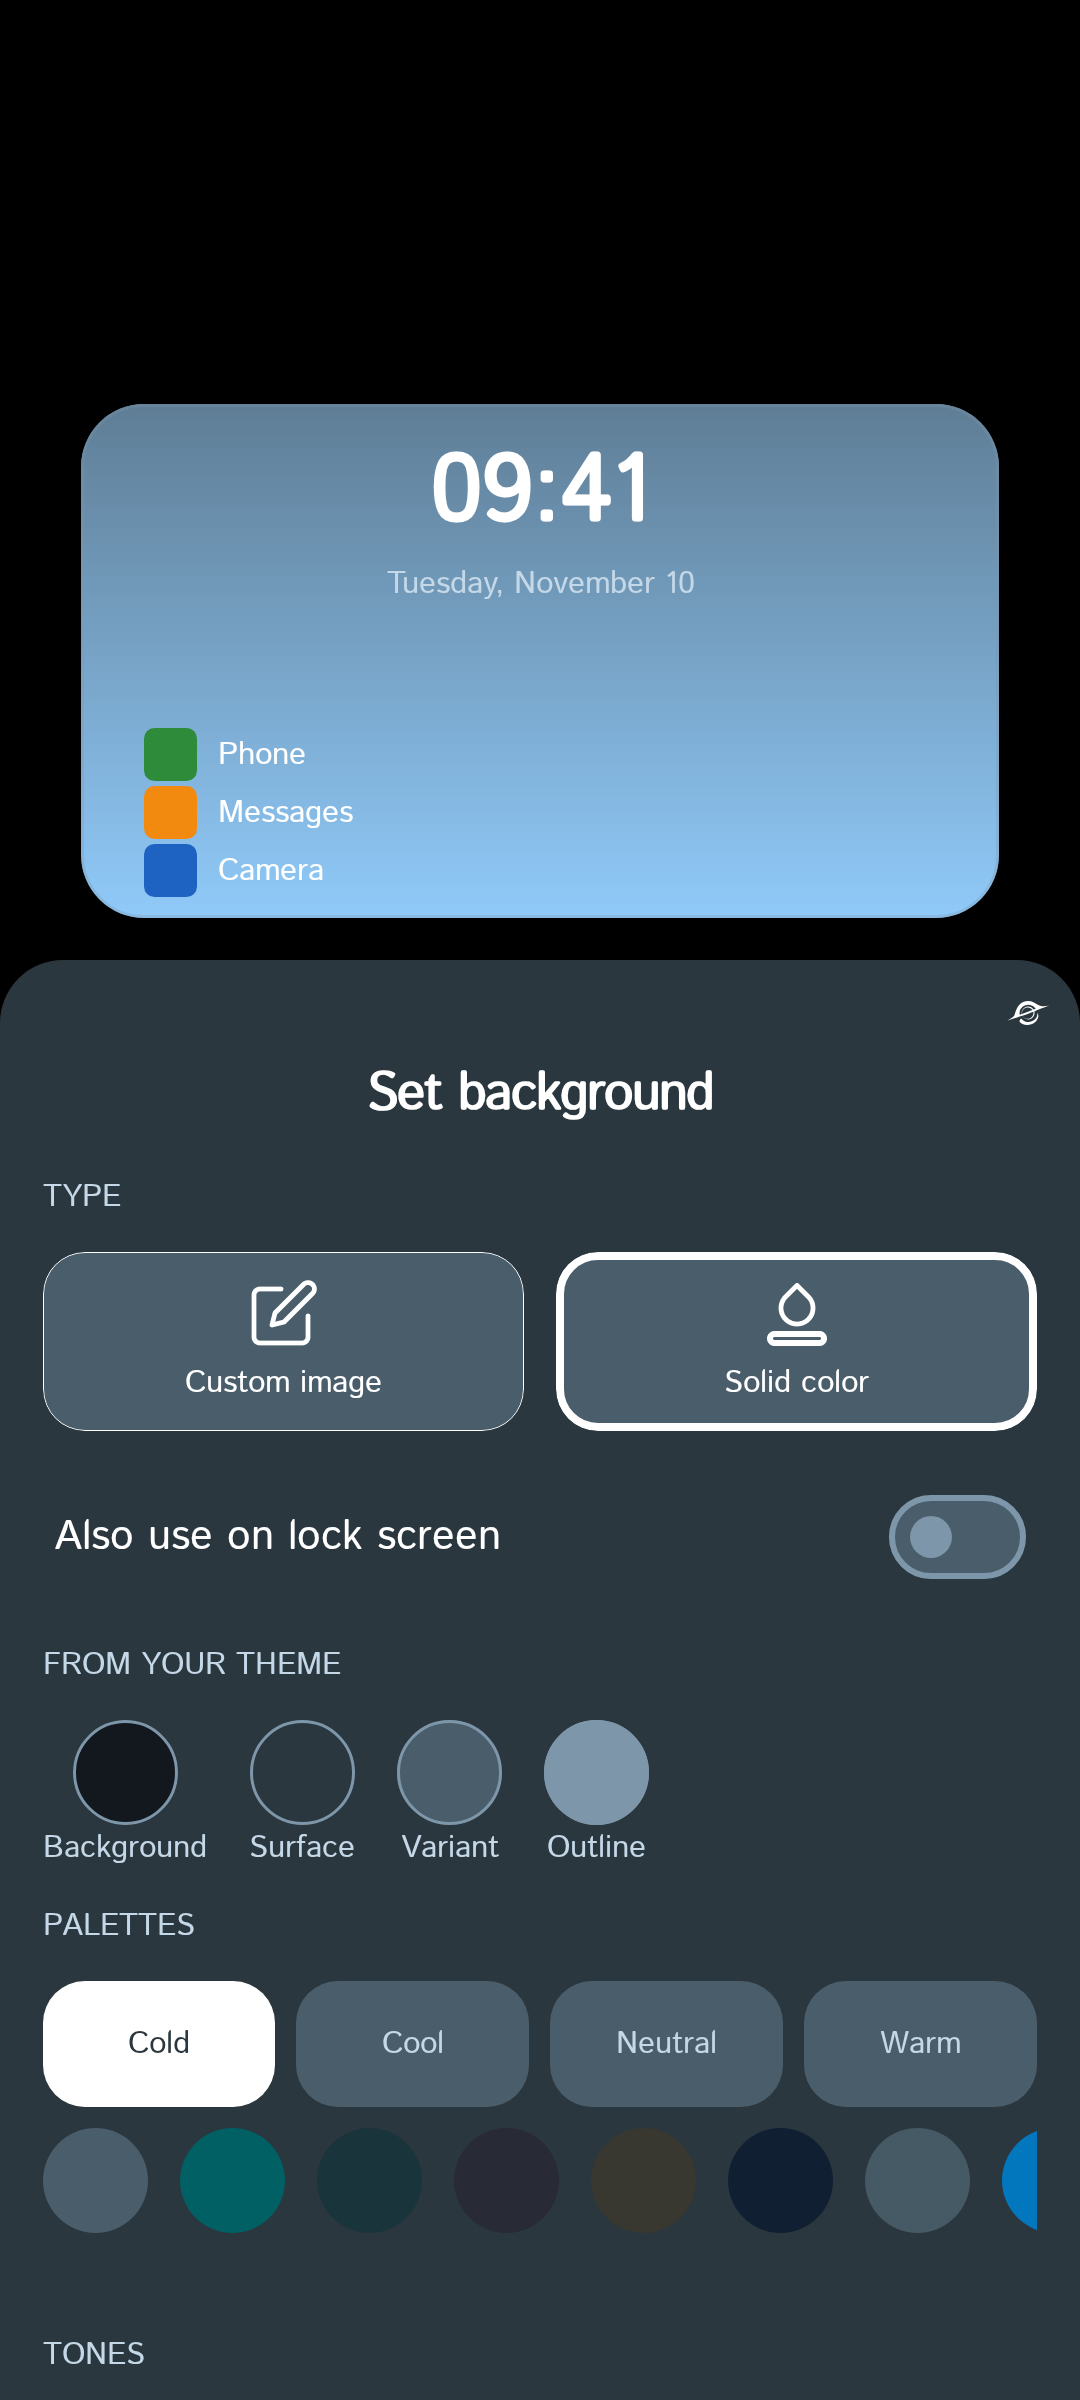 09:41
Tuesday, November 10
Phone
Messages
Camera
Set background
TYPE
Custom image
Solid color
Also use on lock screen
FROM YOUR THEME
Background Surface Variant Outline
PALETTES
Cold Cool Neutral Warm
TONES